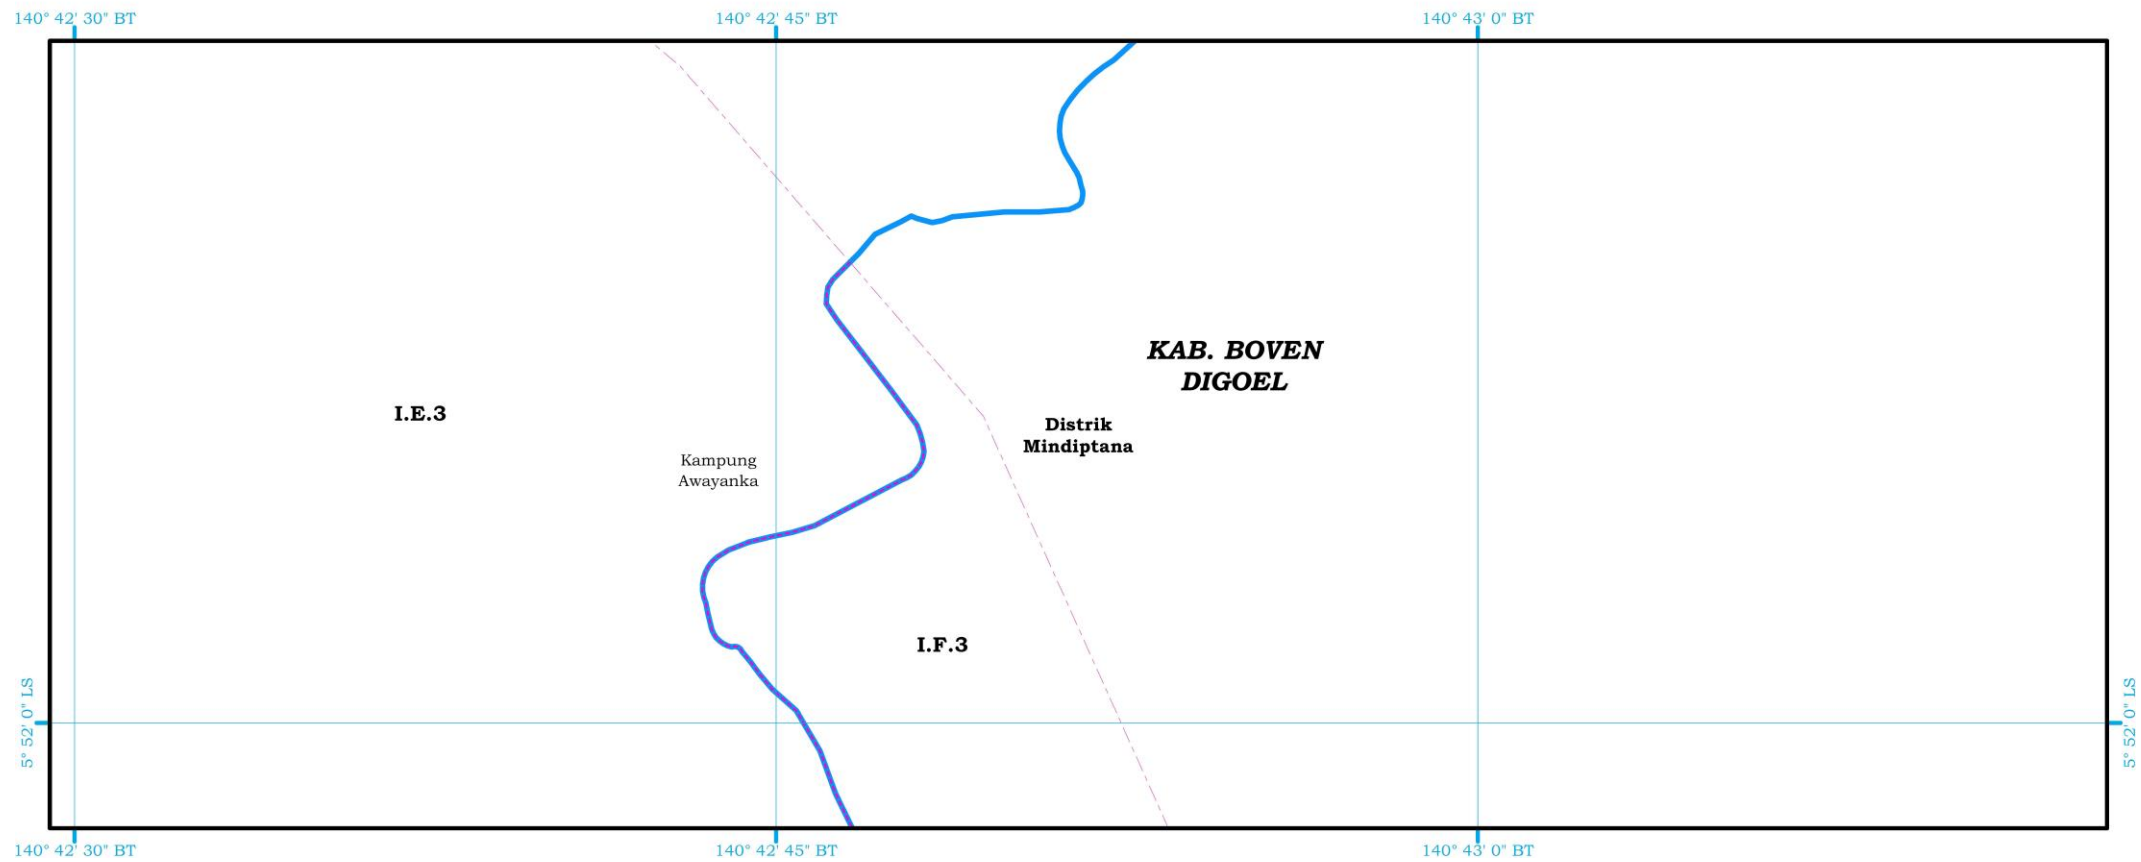 140° 42' 30" BT
140° 42' 45" BT
140° 43' 0" BT
KAB. BOVEN
DIGOEL
I.E.3
Distrik
Mindiptana
Kampung
Awayanka
I.F.3
5° 52' 0" LS
5° 52' 0" LS
140° 42' 30" BT
140° 42' 45" BT
140° 43' 0" BT